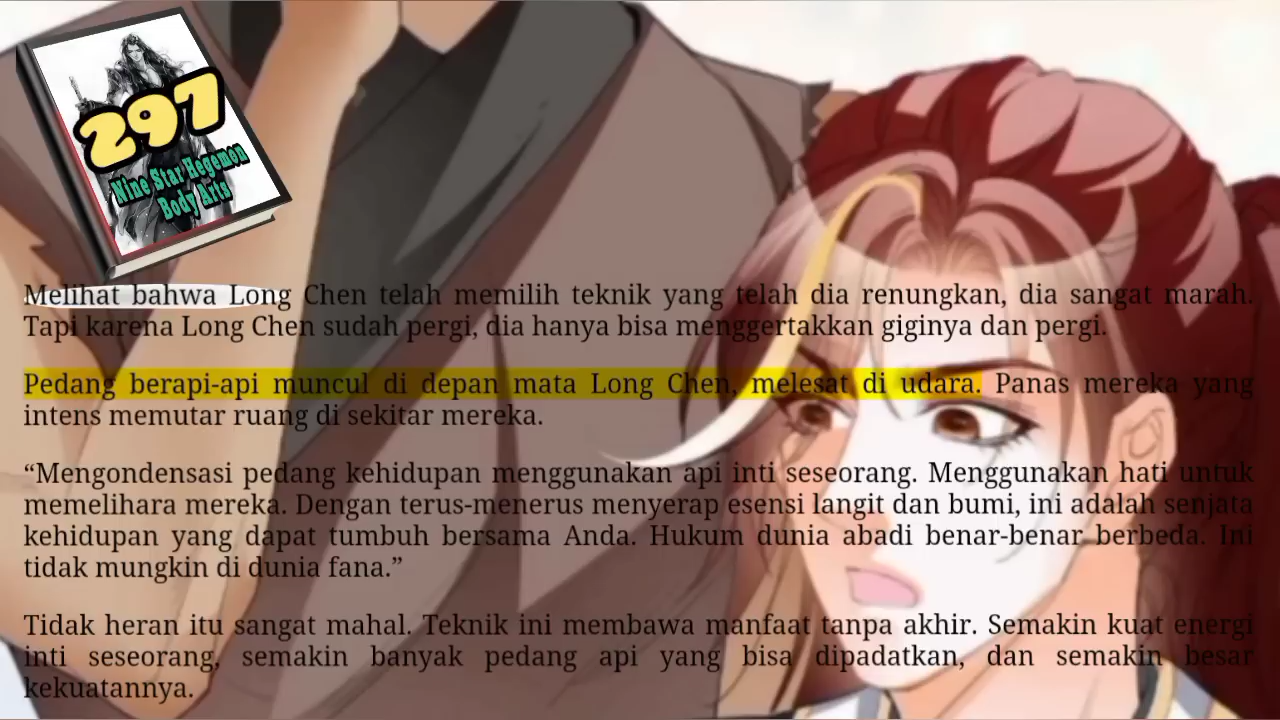 297
Nine Star Hegemon
Body Arts
Melihat bahwa Long Chen telah memilih teknik yang telah dia renungkan, dia sangat marah.
Tapi karena Long Chen sudah pergi, dia hanya bisa menggertakkan giginya dan pergi.
Pedang berapi-api muncul di depan mata Long Chen, melesat di udara. Panas mereka yang
intens memutar ruang di sekitar mereka.
“Mengondensasi pedang kehidupan menggunakan api inti seseorang. Menggunakan hati untuk
memelihara mereka. Dengan terus-menerus menyerap esensi langit dan bumi, ini adalah senjata
kehidupan yang dapat tumbuh bersama Anda. Hukum dunia abadi benar-benar berbeda. Ini
tidak mungkin di dunia fana.”
Tidak heran itu sangat mahal. Teknik ini membawa manfaat tanpa akhir. Semakin kuat energi
inti seseorang, semakin banyak pedang api yang bisa dipadatkan, dan semakin besar
kekuatannya.